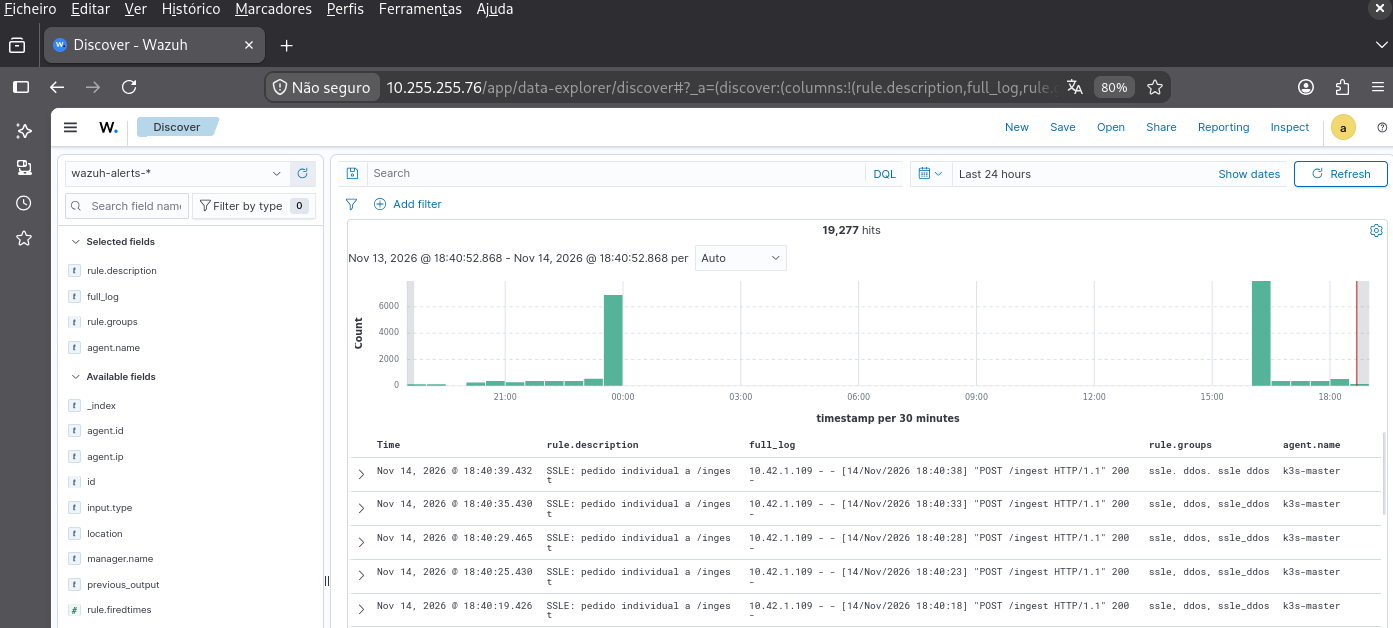 Ficheiro Editar Ver Histórico Marcadores Perfis Ferramentas Ajuda
Discover - Wazuh
Não seguro 10.255.255.76/app/data-explorer/discover#?_a=(discover:(columns:!(rule.description,full_log,rule.c 80%
W. Discover New Save Open Share Reporting Inspect a
wazuh-alerts-* Search DQL Last 24 hours Show dates Refresh
Search field name Filter by type 0 Add filter
Selected fields
rule.description
full_log
rule.groups
agent.name
Available fields
_index
agent.id
agent.ip
id
input.type
location
manager.name
previous_output
rule.firedtimes
19,277 hits
Nov 13, 2026 @ 18:40:52.868 - Nov 14, 2026 @ 18:40:52.868 per Auto
Count
6000
4000
2000
0
21:00 00:00 03:00 06:00 09:00 12:00 15:00 18:00
timestamp per 30 minutes
Time rule.description full_log rule.groups agent.name
Nov 14, 2026 @ 18:40:39.432 SSLE: pedido individual a /inges 10.42.1.109 - - [14/Nov/2026 18:40:38] "POST /ingest HTTP/1.1" 200 ssle, ddos, ssle_ddos k3s-master
t -
Nov 14, 2026 @ 18:40:35.430 SSLE: pedido individual a /inges 10.42.1.109 - - [14/Nov/2026 18:40:33] "POST /ingest HTTP/1.1" 200 ssle, ddos, ssle_ddos k3s-master
t -
Nov 14, 2026 @ 18:40:29.465 SSLE: pedido individual a /inges 10.42.1.109 - - [14/Nov/2026 18:40:28] "POST /ingest HTTP/1.1" 200 ssle, ddos, ssle_ddos k3s-master
t -
Nov 14, 2026 @ 18:40:25.430 SSLE: pedido individual a /inges 10.42.1.109 - - [14/Nov/2026 18:40:23] "POST /ingest HTTP/1.1" 200 ssle, ddos, ssle_ddos k3s-master
t -
Nov 14, 2026 @ 18:40:19.426 SSLE: pedido individual a /inges 10.42.1.109 - - [14/Nov/2026 18:40:18] "POST /ingest HTTP/1.1" 200 ssle, ddos, ssle_ddos k3s-master
t -